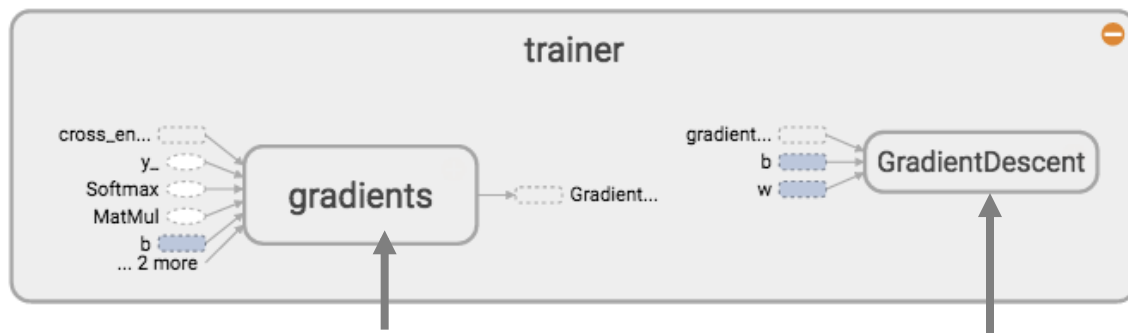 trainer
cross_en...
y_
Softmax
MatMul
b
... 2 more
gradients
Gradient...
gradient...
b
w
GradientDescent